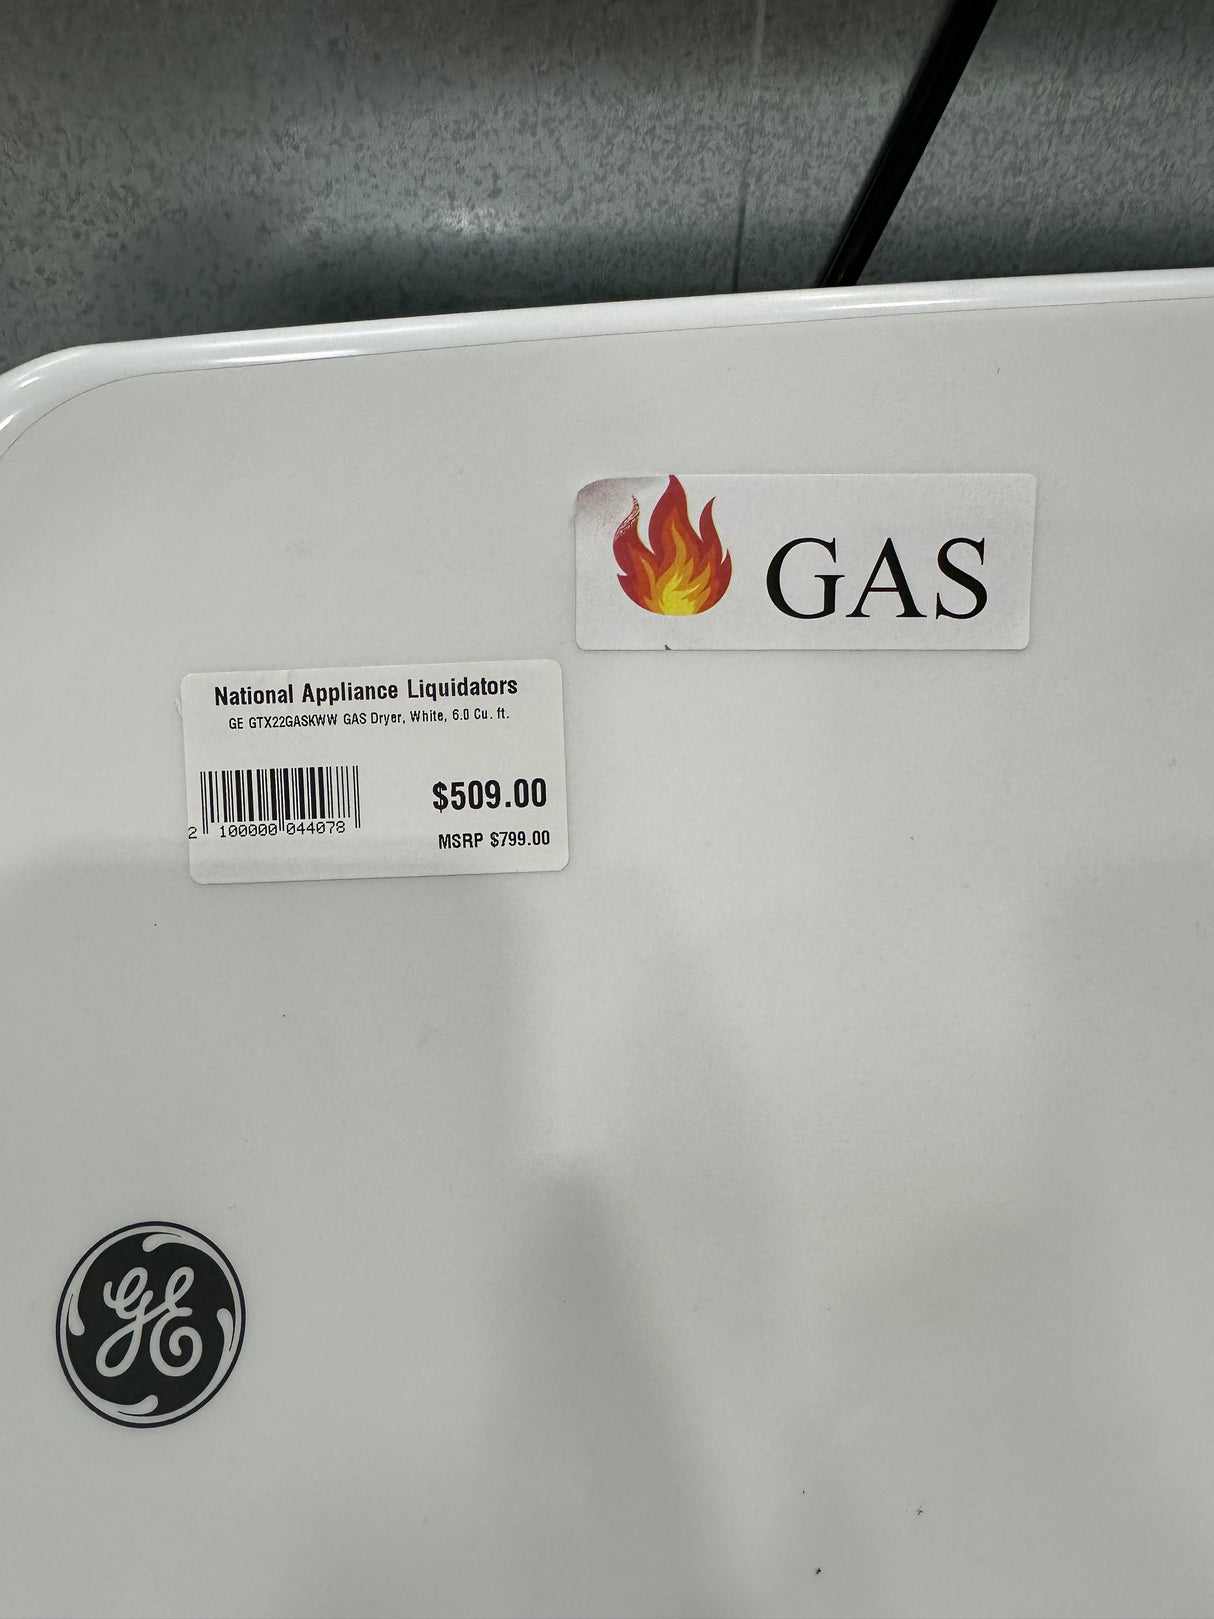 GAS
National Appliance Liquidators
GE GTX22GASKWW GAS Dryer, White, 6.0 Cu. ft.
$509.00
2 100000 044078
MSRP $799.00
GE